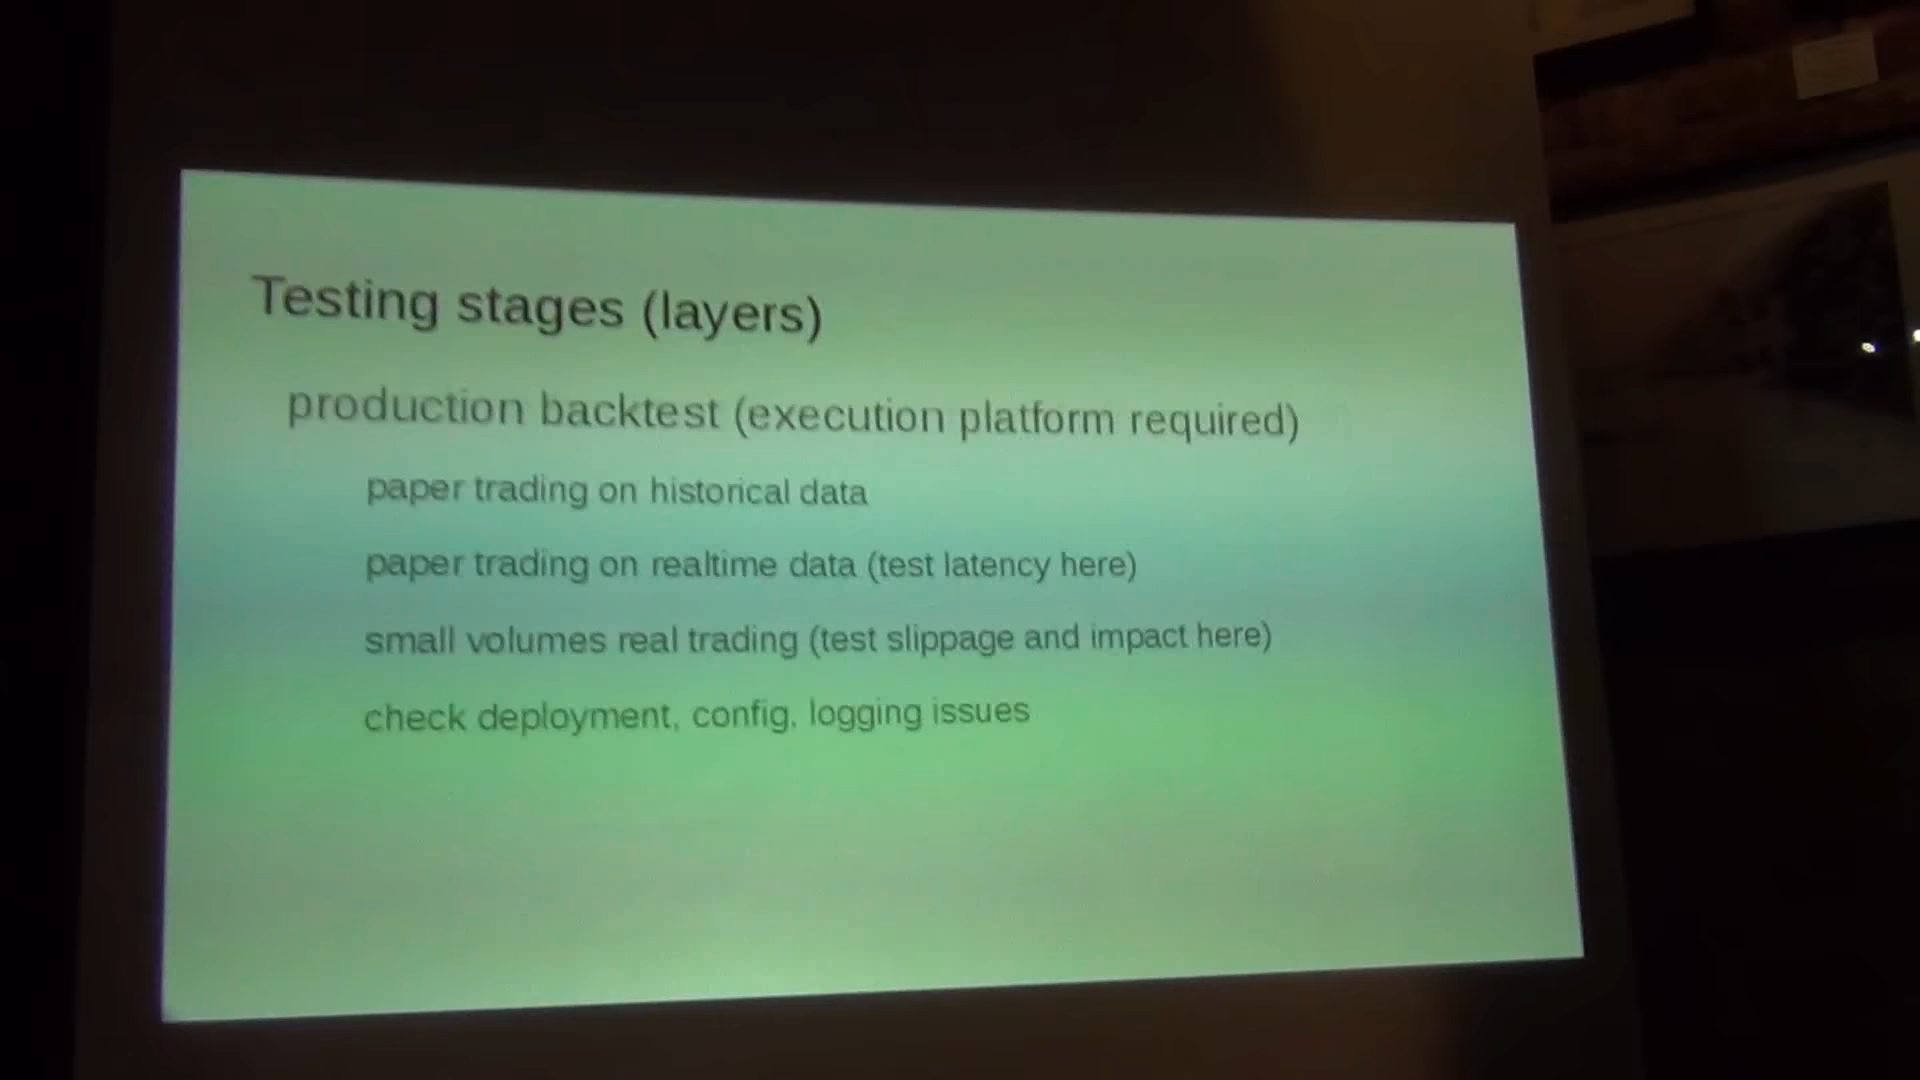 Testing stages (layers)
production backtest (execution platform required)
paper trading on historical data
paper trading on realtime data (test latency here)
small volumes real trading (test slippage and impact here)
check deployment, config, logging issues